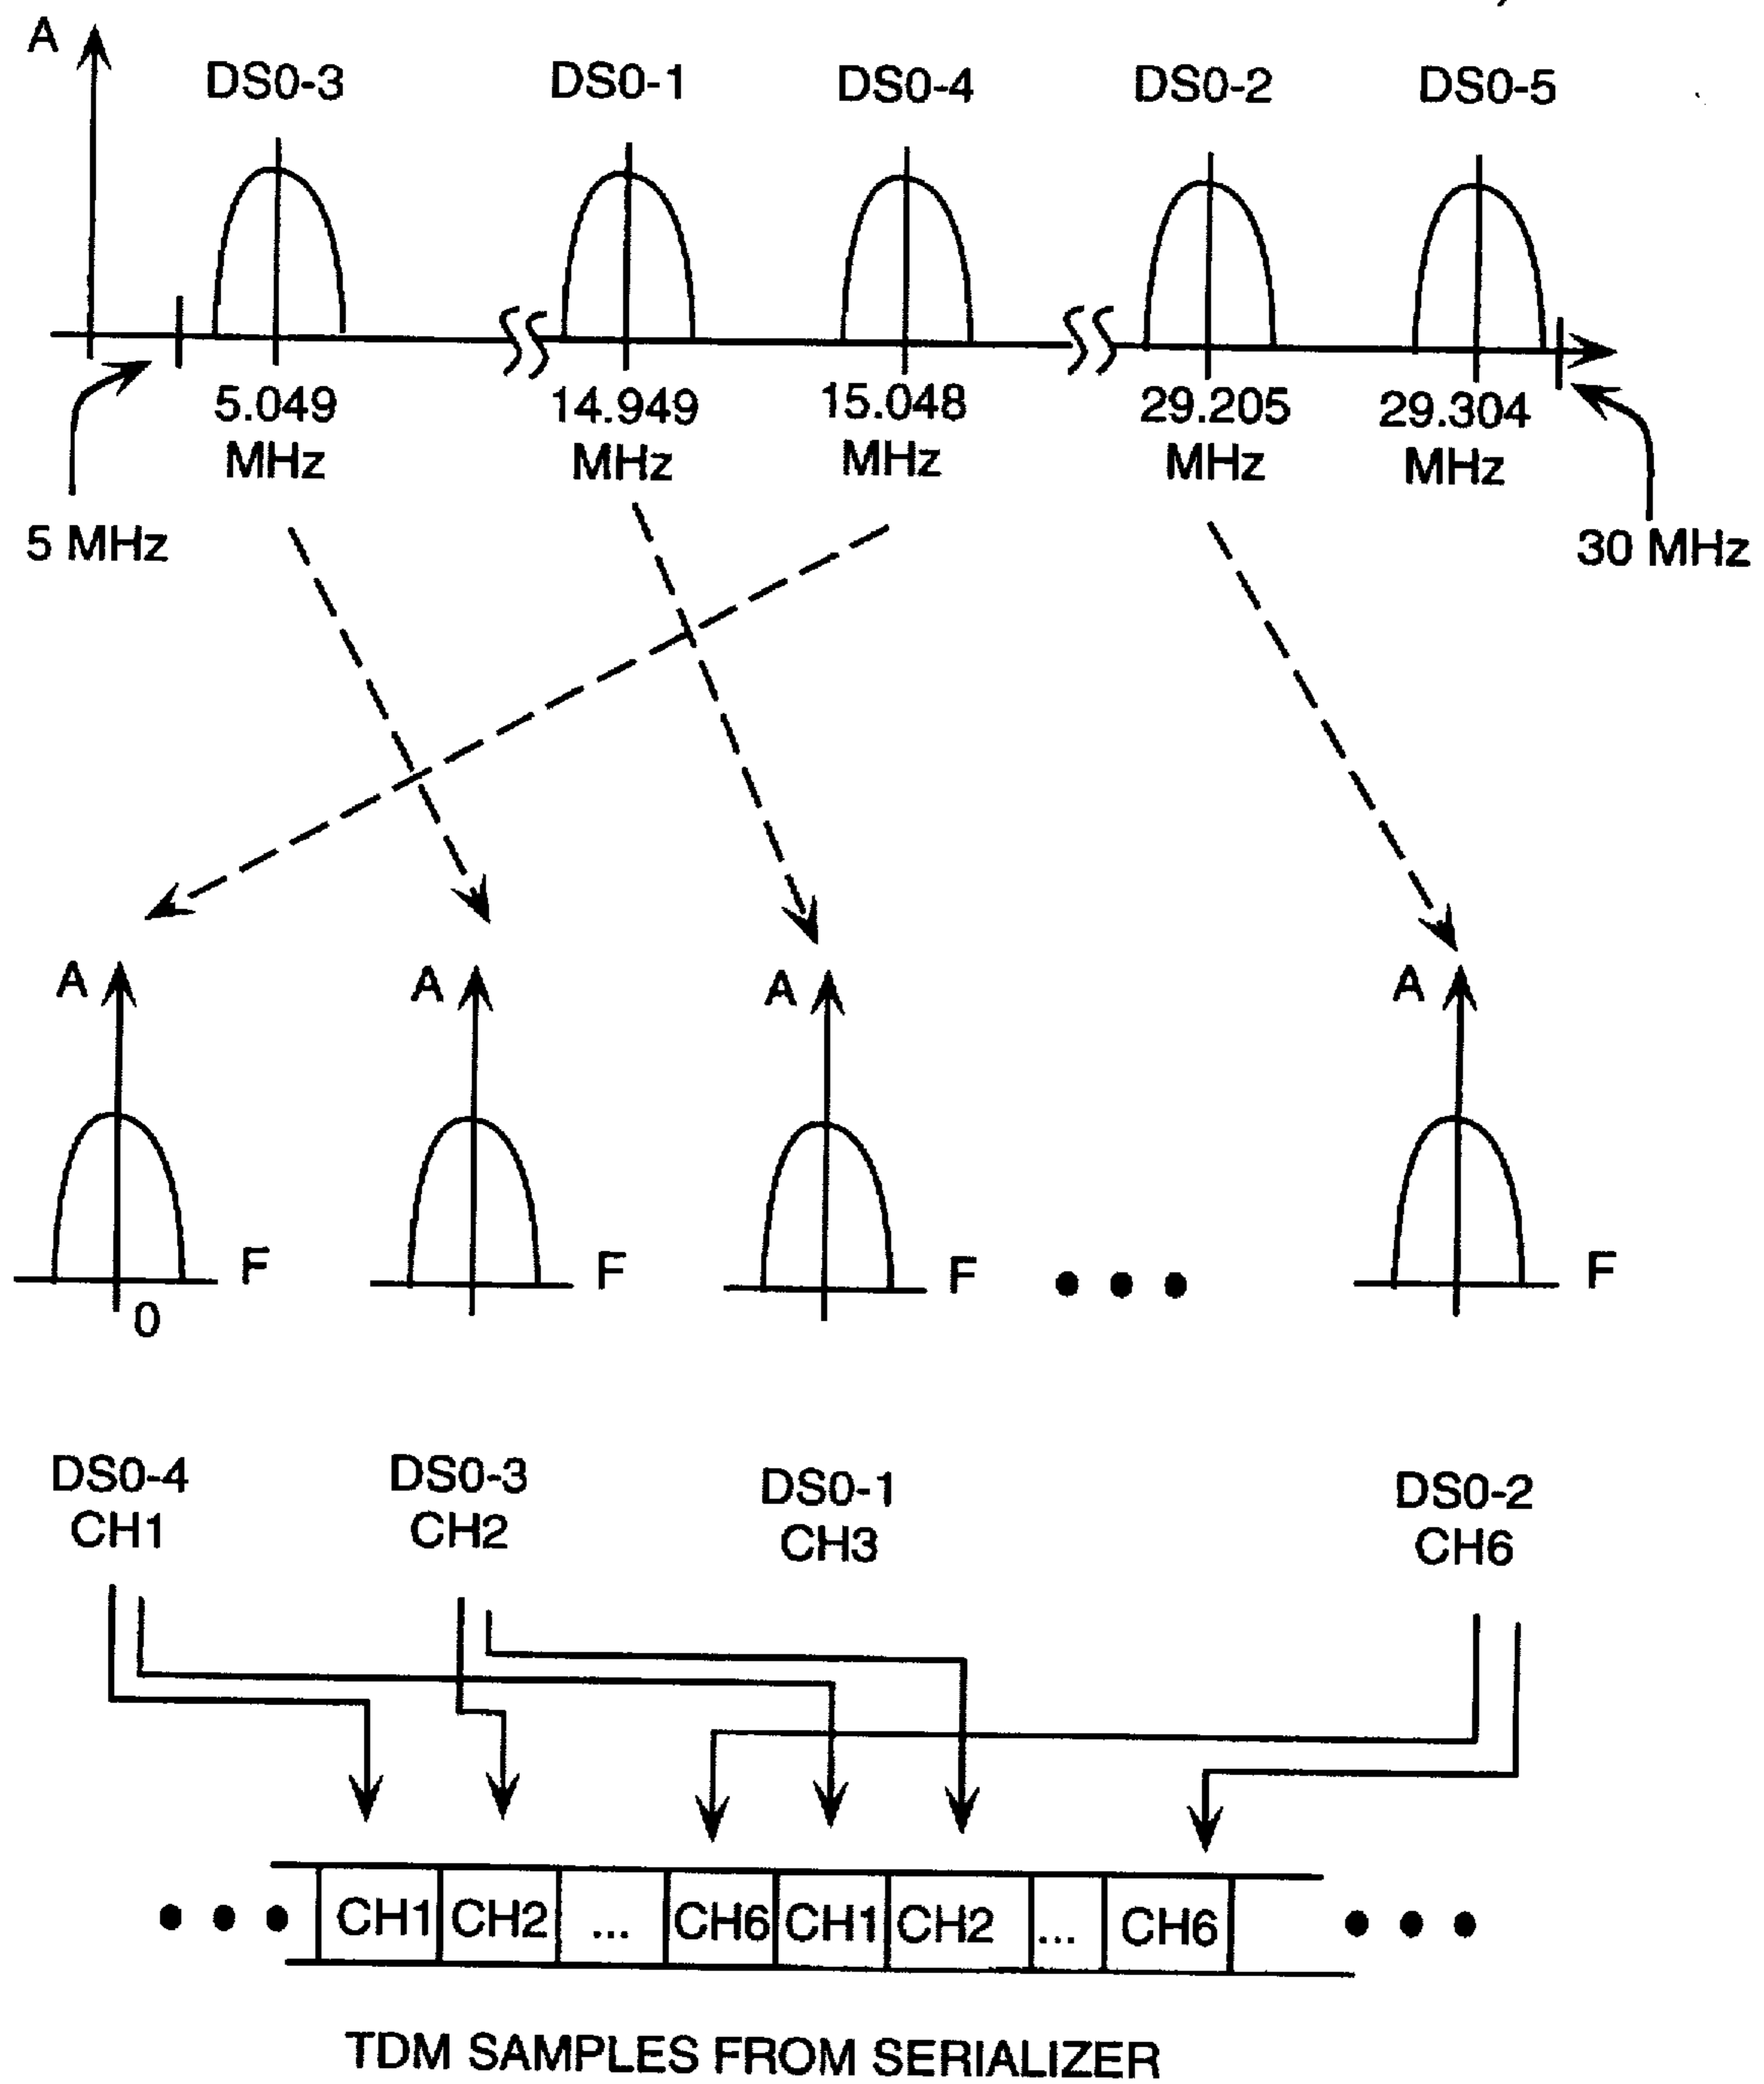 A
DS0-3 DS0-1 DS0-4 DS0-2 DS0-5
5.049 MHz 14.949 MHz 15.048 MHz 29.205 MHz 29.304 MHz
5 MHz 30 MHz
A A A A
F F F F
0
DS0-4 DS0-3 DS0-1 DS0-2
CH1 CH2 CH3 CH6
CH1 CH2 ... CH6 CH1 CH2 ... CH6
TDM SAMPLES FROM SERIALIZER